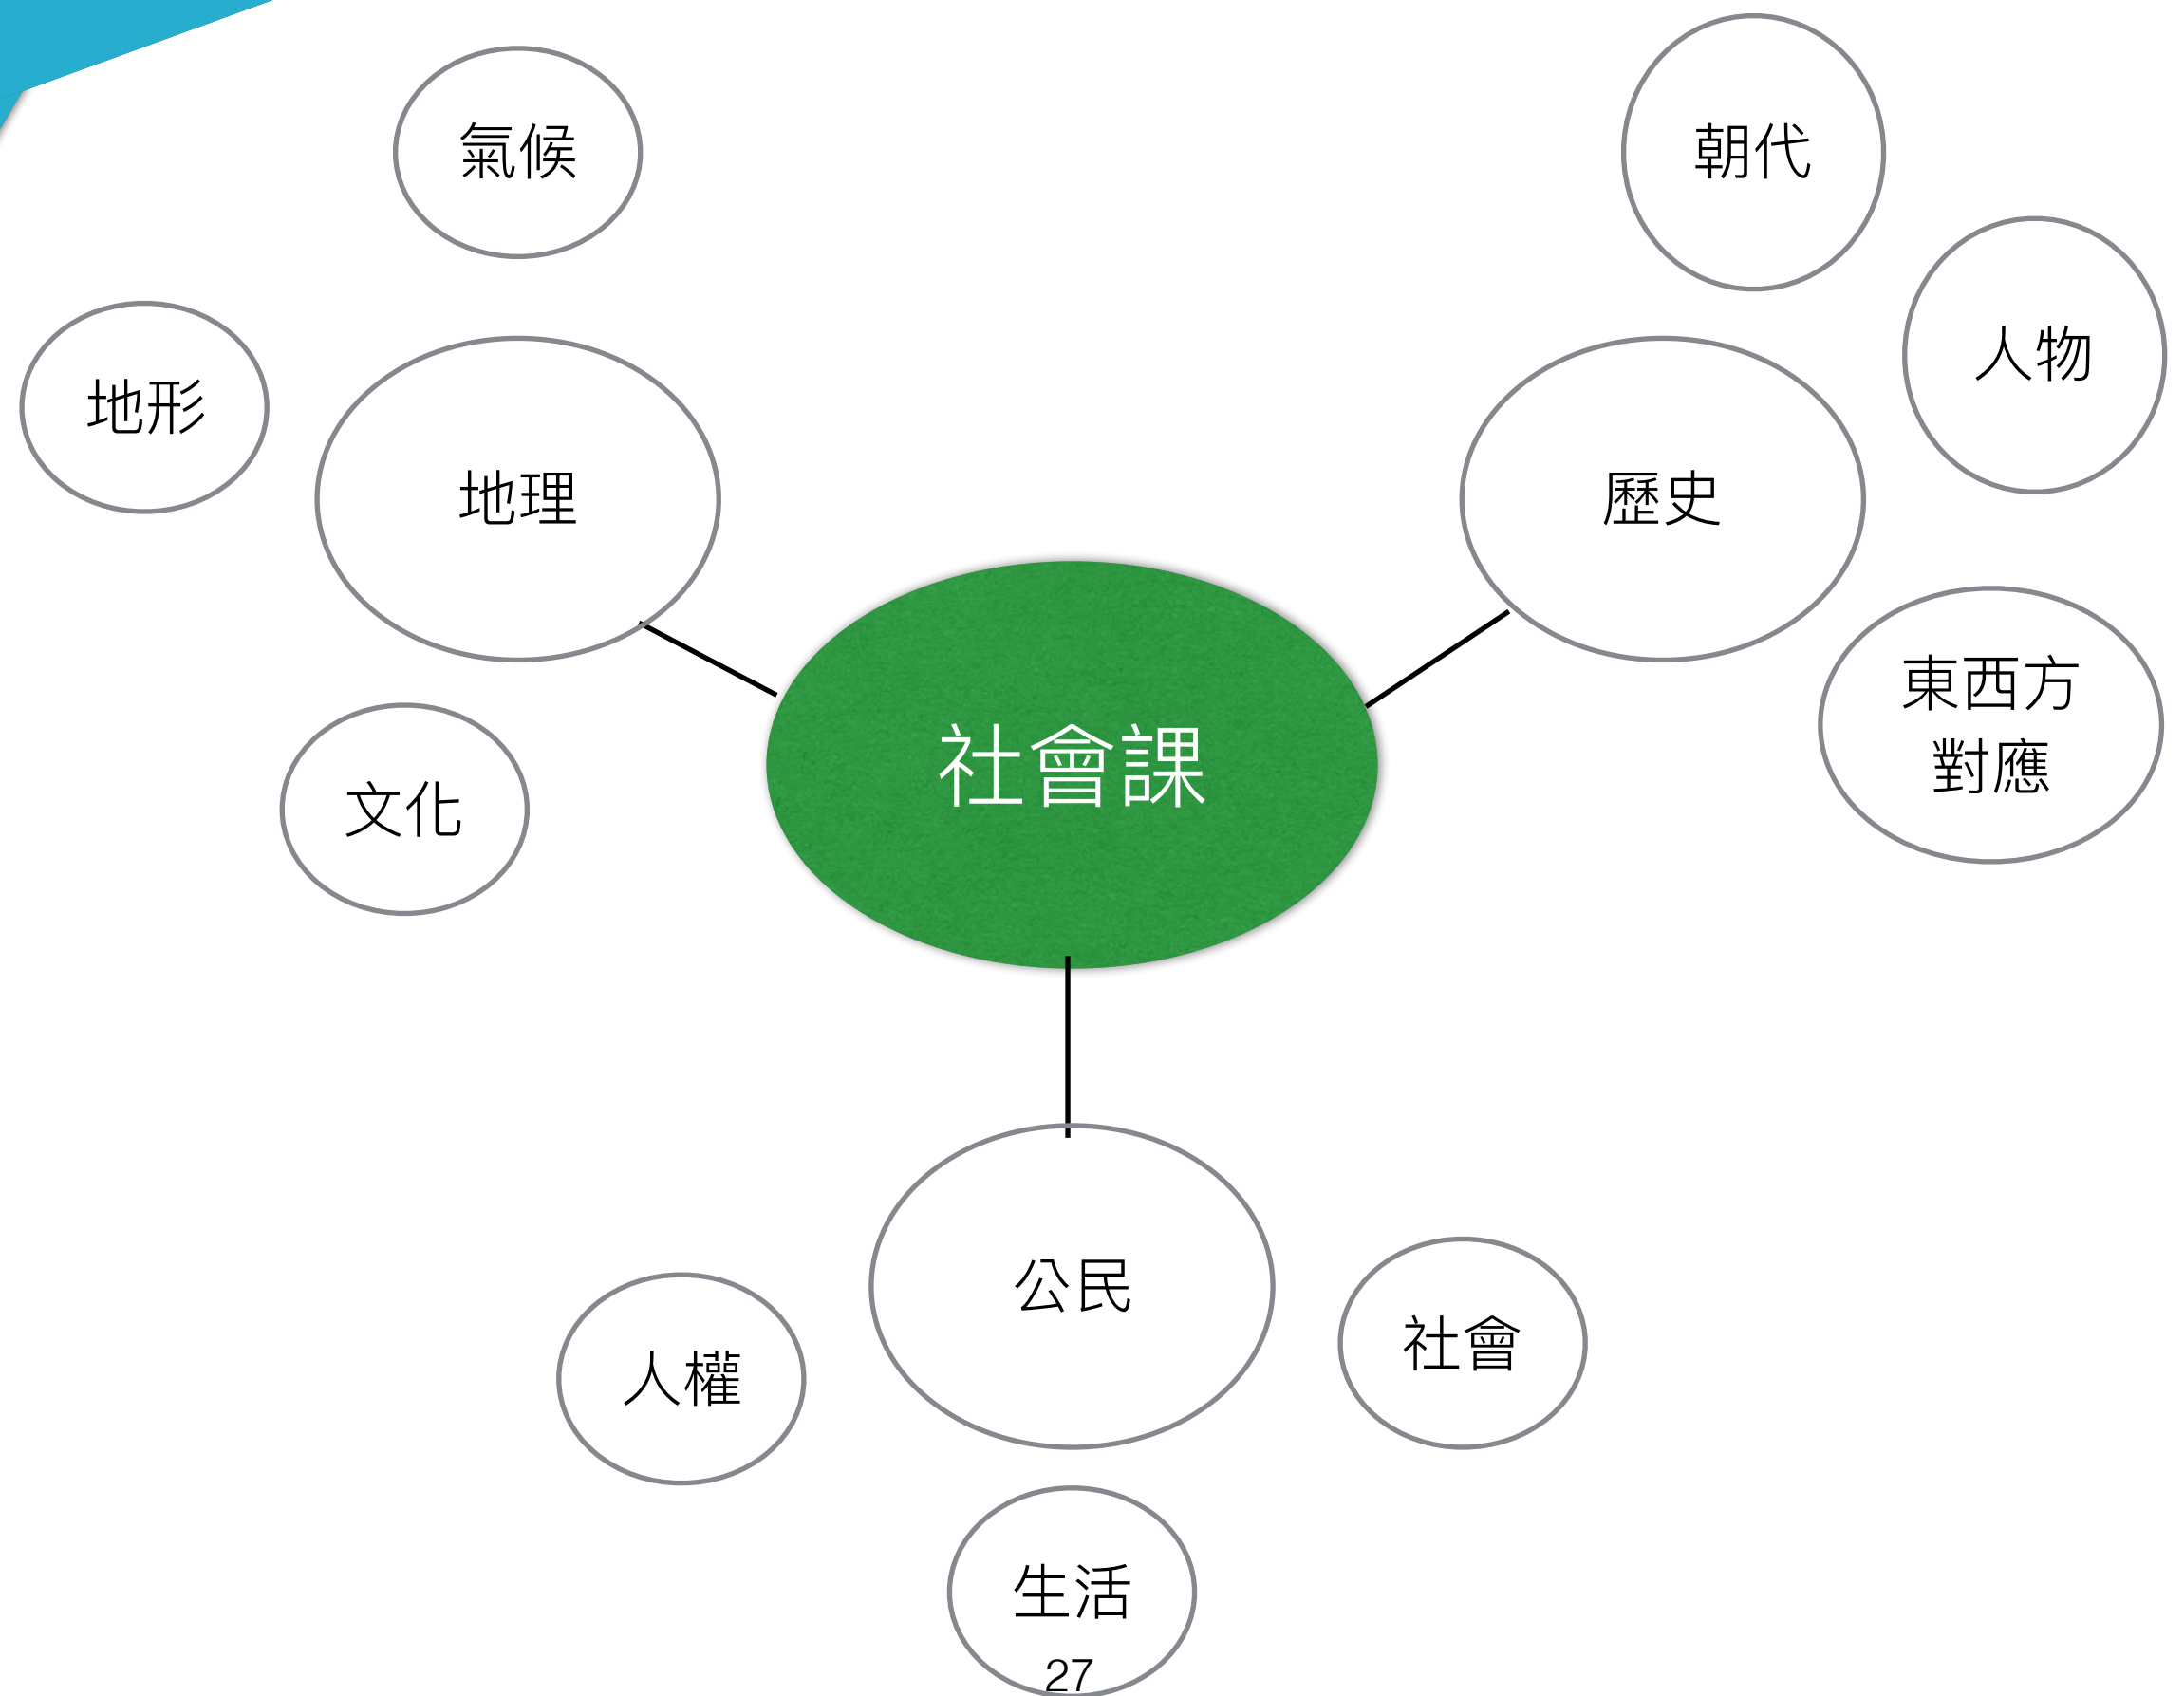 氣候
朝代
人物
地形
地理
歷史
東西方
對應
社會課
文化
公民
社會
人權
生活
27